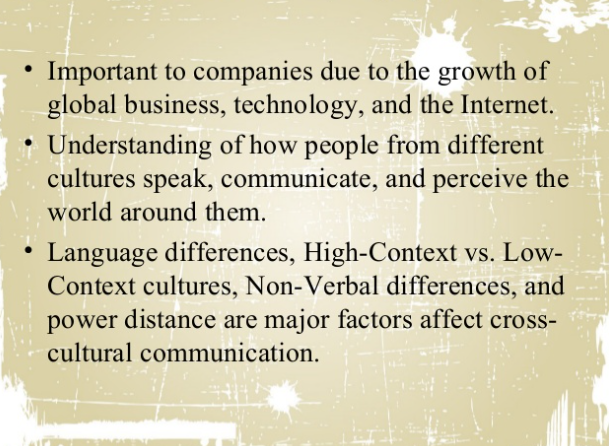 • Important to companies due to the growth of
global business, technology, and the Internet.
• Understanding of how people from different
cultures speak, communicate, and perceive the
world around them.
• Language differences, High-Context vs. Low-
Context cultures, Non-Verbal differences, and
power distance are major factors affect cross-
cultural communication.